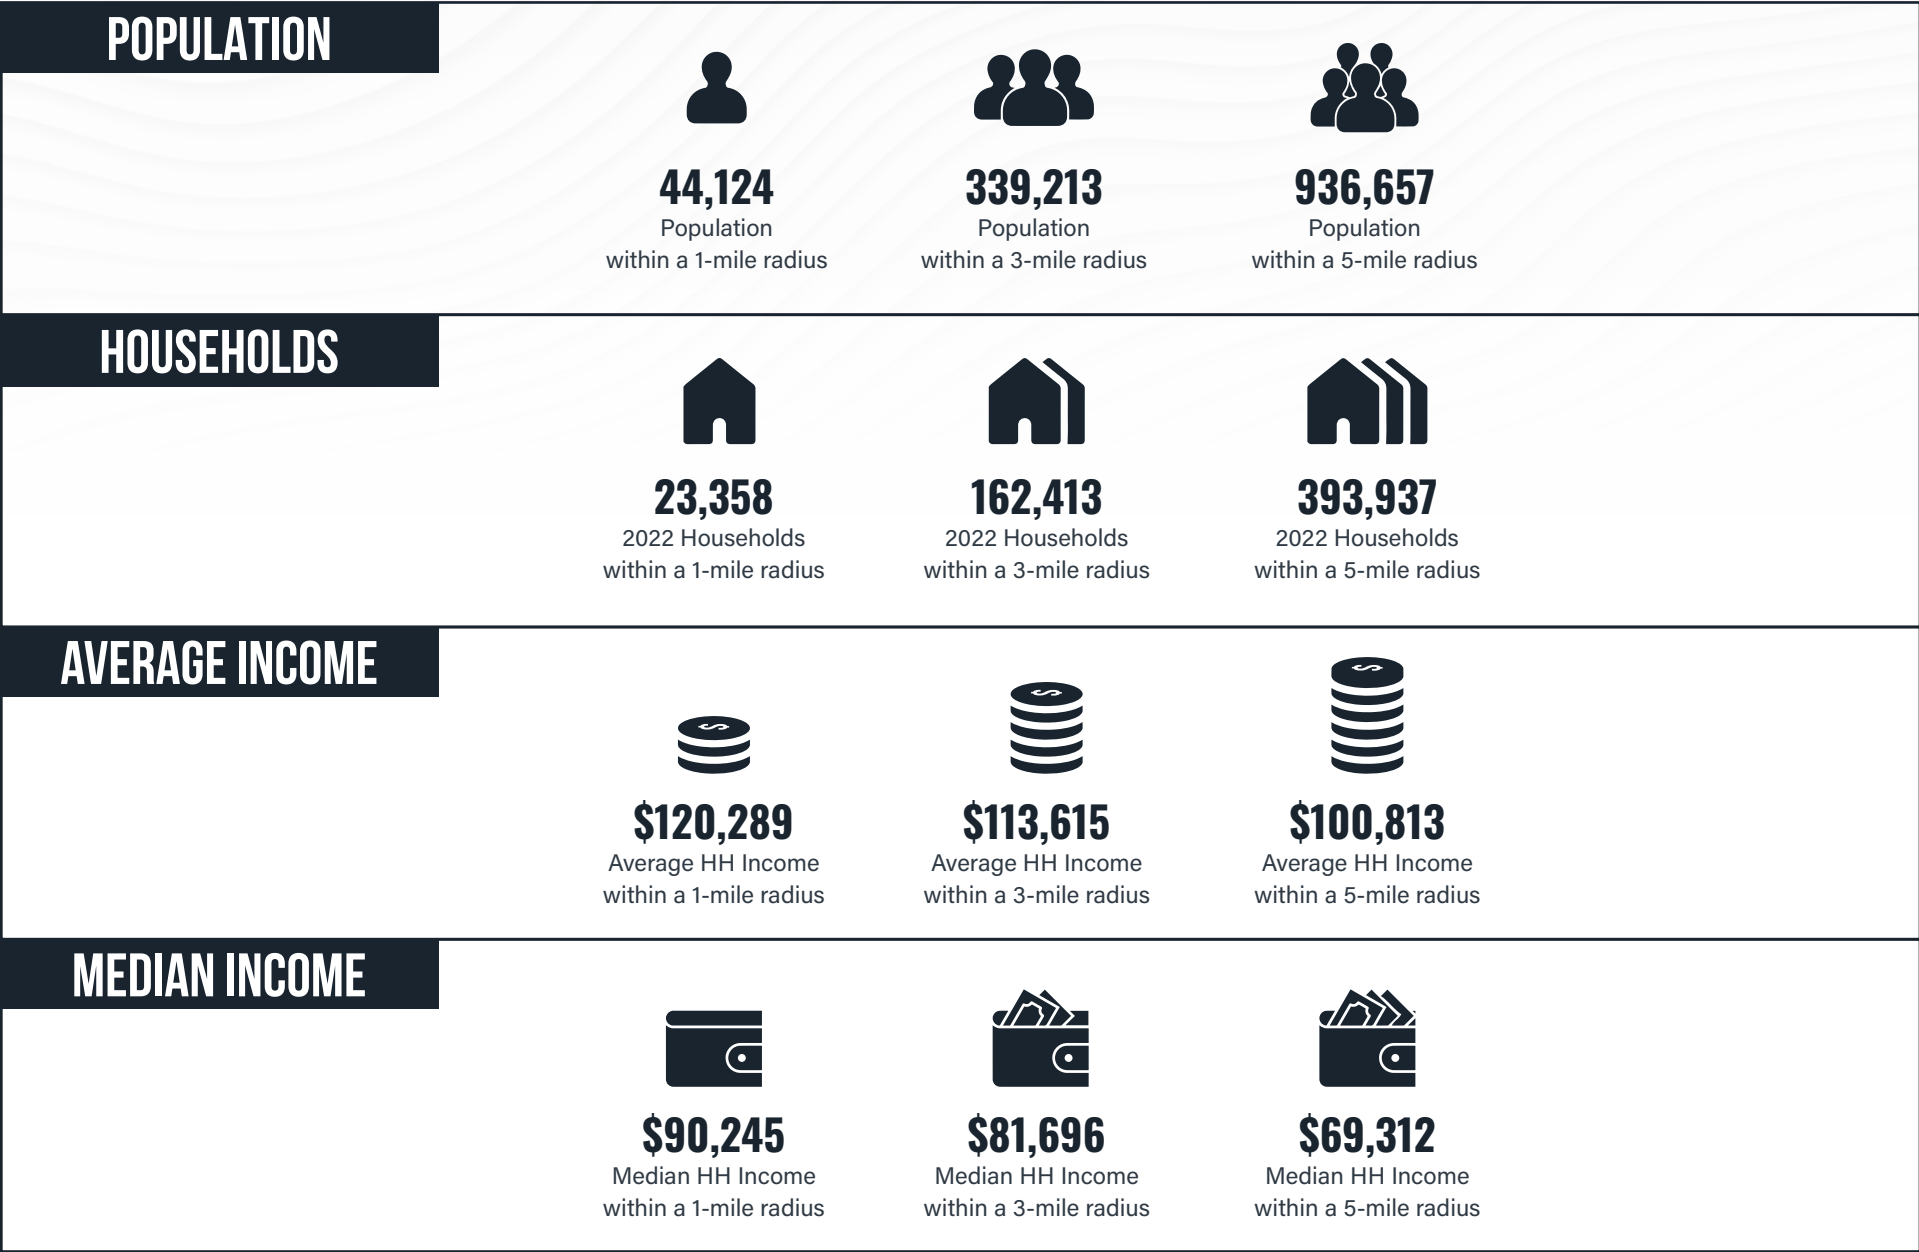 POPULATION
44,124
Population
within a 1-mile radius
339,213
Population
within a 3-mile radius
936,657
Population
within a 5-mile radius
HOUSEHOLDS
23,358
2022 Households
within a 1-mile radius
162,413
2022 Households
within a 3-mile radius
393,937
2022 Households
within a 5-mile radius
AVERAGE INCOME
$
$120,289
Average HH Income
within a 1-mile radius
$
$113,615
Average HH Income
within a 3-mile radius
$
$100,813
Average HH Income
within a 5-mile radius
MEDIAN INCOME
$90,245
Median HH Income
within a 1-mile radius
$81,696
Median HH Income
within a 3-mile radius
$69,312
Median HH Income
within a 5-mile radius